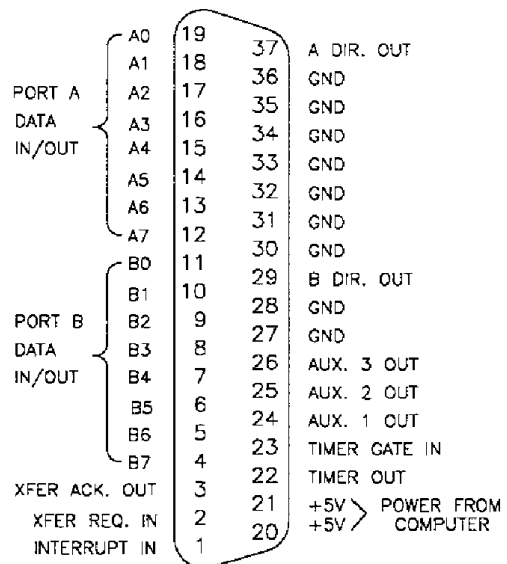 A0 19
37 A DIR. OUT
A1 18
36 GND
PORT A
A2 17
35 GND
DATA
A3 16
34 GND
IN/OUT
A4 15
33 GND
A5 14
32 GND
A6 13
31 GND
A7 12
30 GND
B0 11
29 B DIR. OUT
B1 10
28 GND
PORT B
B2 9
27 GND
DATA
B3 8
26 AUX. 3 OUT
IN/OUT
B4 7
25 AUX. 2 OUT
B5 6
24 AUX. 1 OUT
B6 5
23 TIMER GATE IN
B7 4
22 TIMER OUT
XFER ACK. OUT 3
21 +5V
POWER FROM
XFER REQ. IN 2
20 +5V
COMPUTER
INTERRUPT IN 1